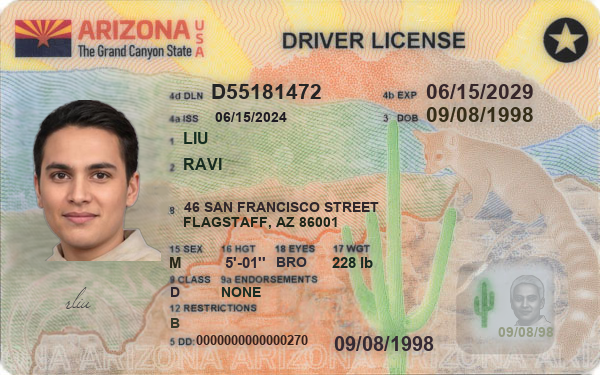 ARIZONA USA DRIVER LICENSE
The Grand Canyon State
4d DLN D55181472 4b EXP 06/15/2029
4a ISS 06/15/2024 3 DOB 09/08/1998
1 LIU
2 RAVI
8 46 SAN FRANCISCO STREET
FLAGSTAFF, AZ 86001
15 SEX 16 HGT 18 EYES 17 WGT
M 5'-01" BRO 228 lb
9 CLASS 9a ENDORSEMENTS
D NONE
12 RESTRICTIONS
B
Liu
09/08/98
5 DD: 0000000000000270 09/08/1998
ARIZONA ARIZONA ARIZONA ARIZONA